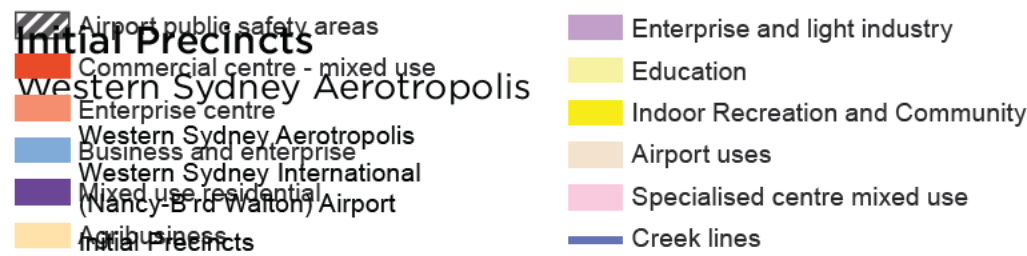 Airport public safety areas
Initial Precincts
Commercial centre - mixed use
Western Sydney Aerotropolis
Enterprise centre
Western Sydney Aerotropolis
Business and enterprise
Western Sydney International
Mixed use residential
(Nancy-B rd Walton) Airport
Agribusiness
Initial Precincts
Enterprise and light industry
Education
Indoor Recreation and Community
Airport uses
Specialised centre mixed use
Creek lines